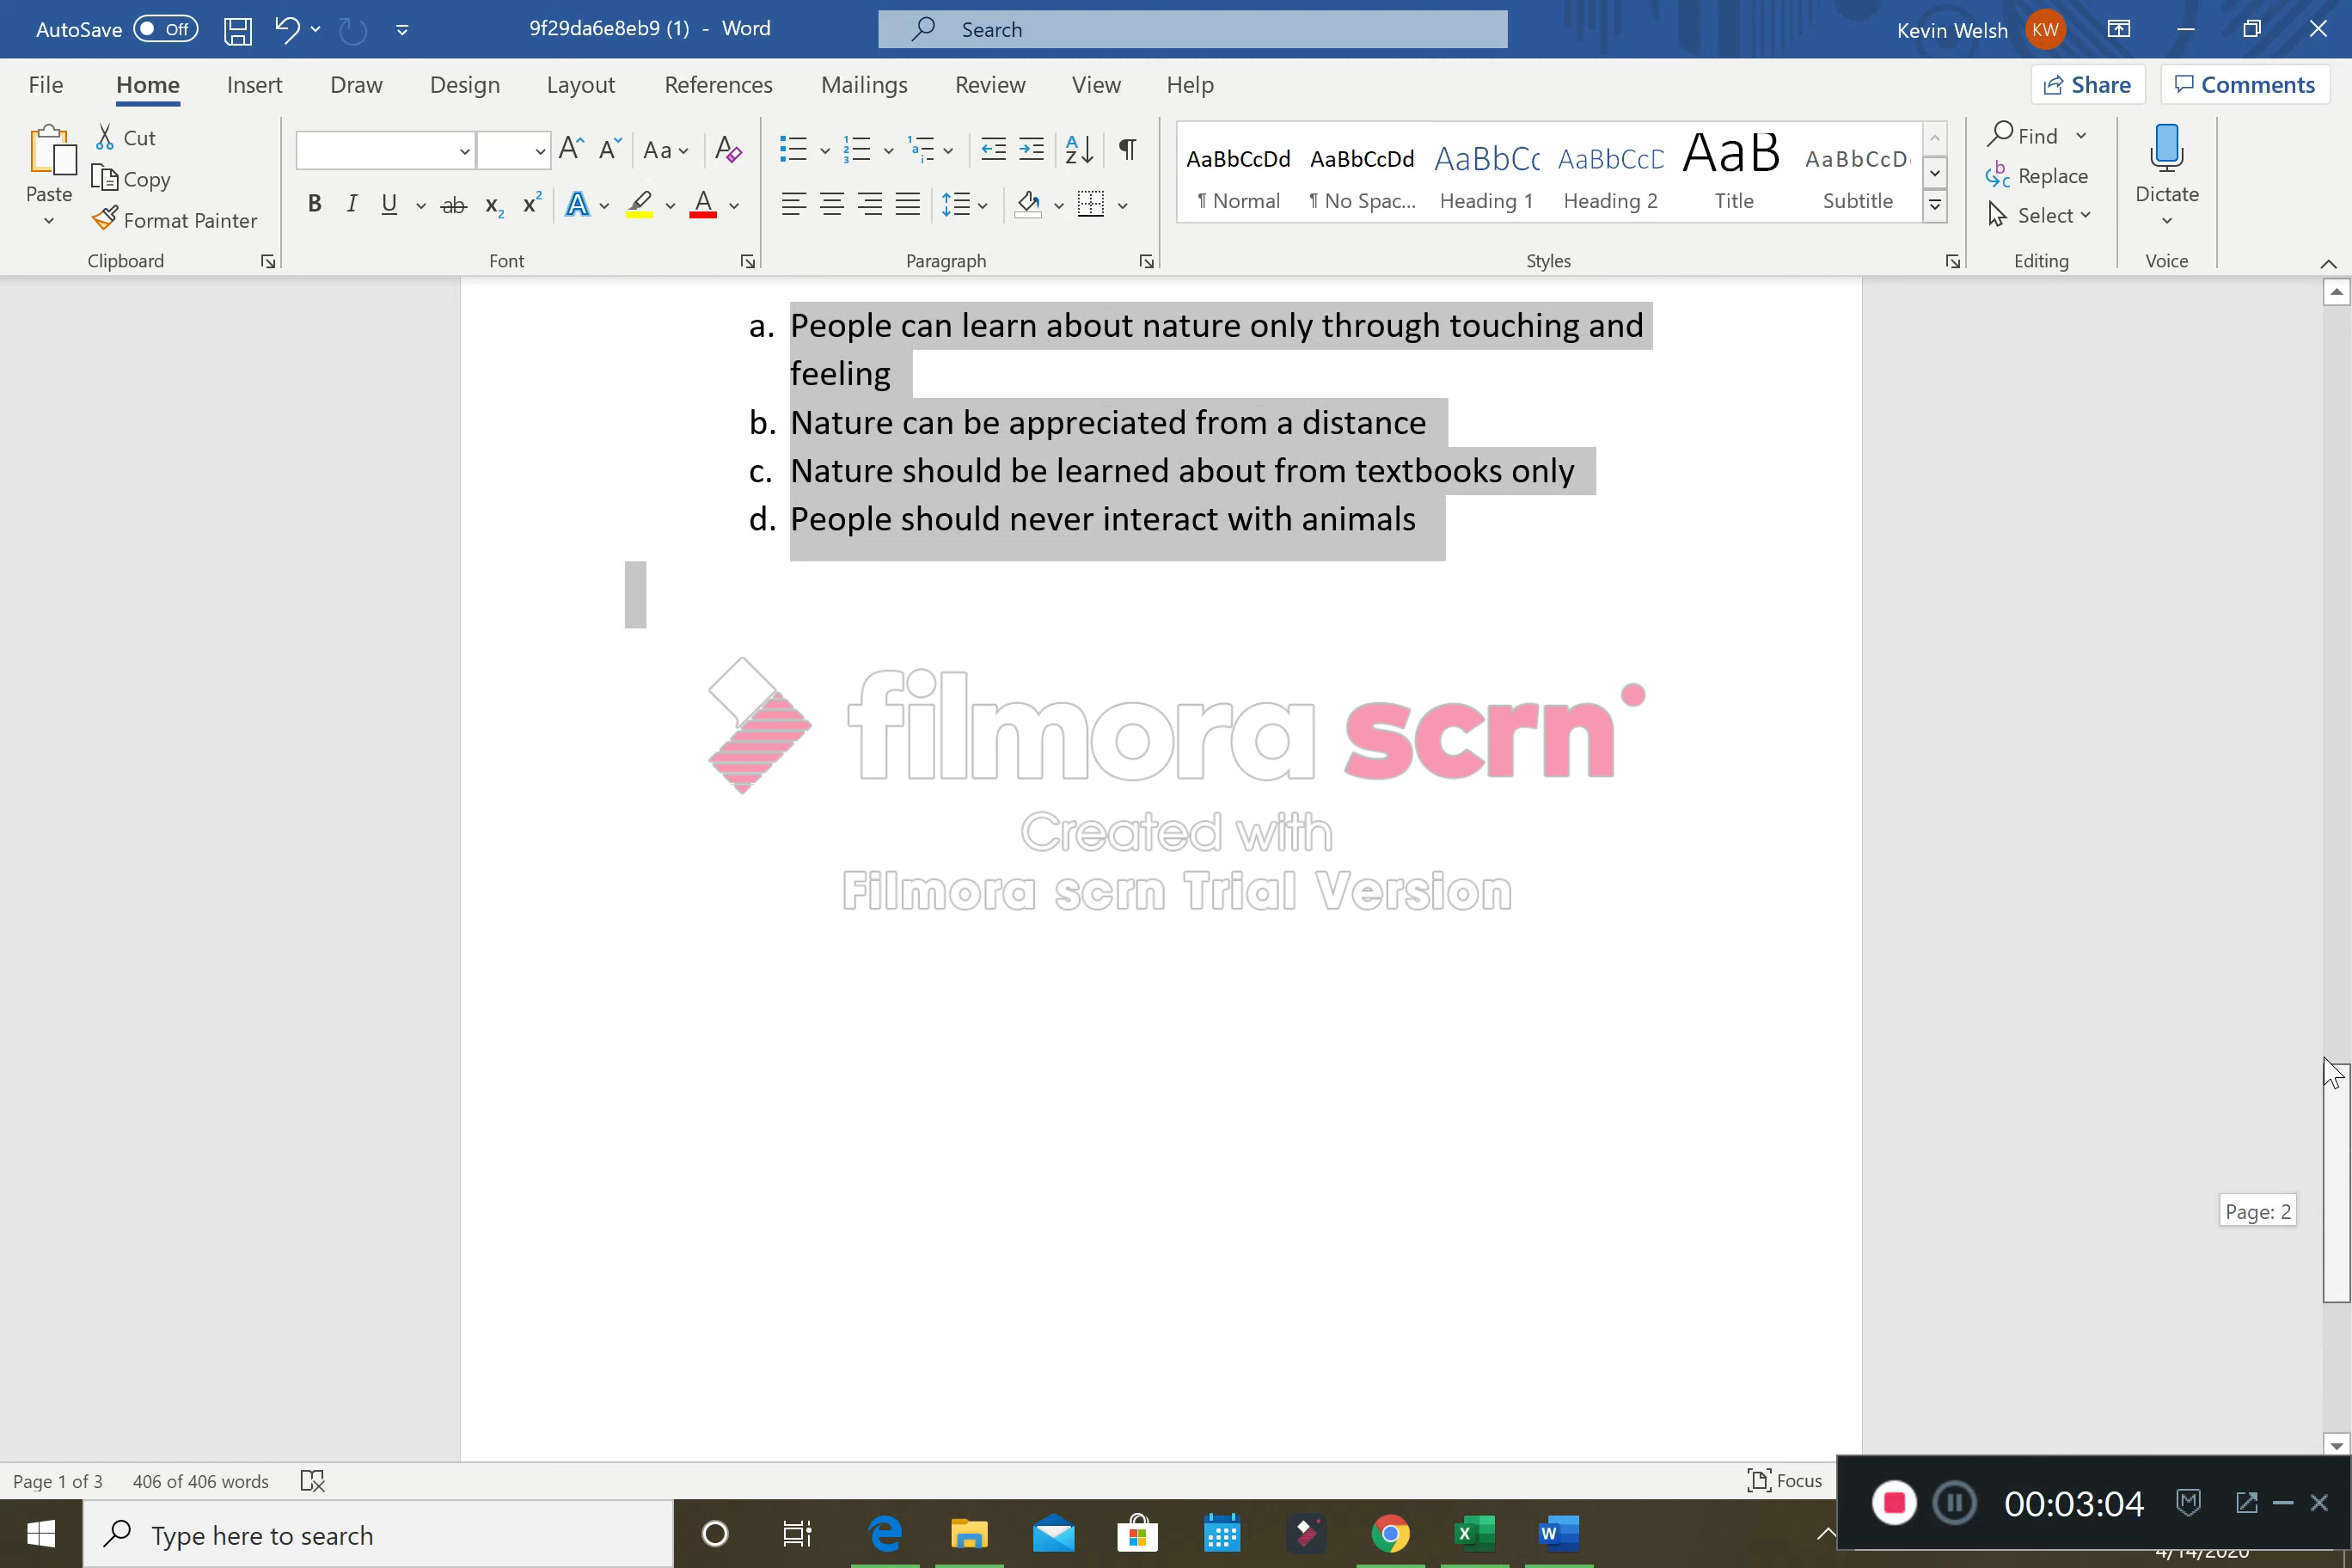 AutoSave Off 9f29da6e8eb9 (1) - Word Search Kevin Welsh KW
File Home Insert Draw Design Layout References Mailings Review View Help Share Comments
Paste
Cut
Copy
Format Painter
Clipboard
Font
Paragraph
AaBbCcDd AaBbCcDd AaBbCc AaBbCcD AaB AaBbCcD
¶ Normal ¶ No Spac... Heading 1 Heading 2 Title Subtitle
Styles
Find
Replace
Select
Editing
Dictate
Voice
a. People can learn about nature only through touching and
feeling
b. Nature can be appreciated from a distance
c. Nature should be learned about from textbooks only
d. People should never interact with animals
filmora scrn
Created with
Filmora scrn Trial Version
Page: 2
Page 1 of 3 406 of 406 words Focus
Type here to search
00:03:04
4/14/2020